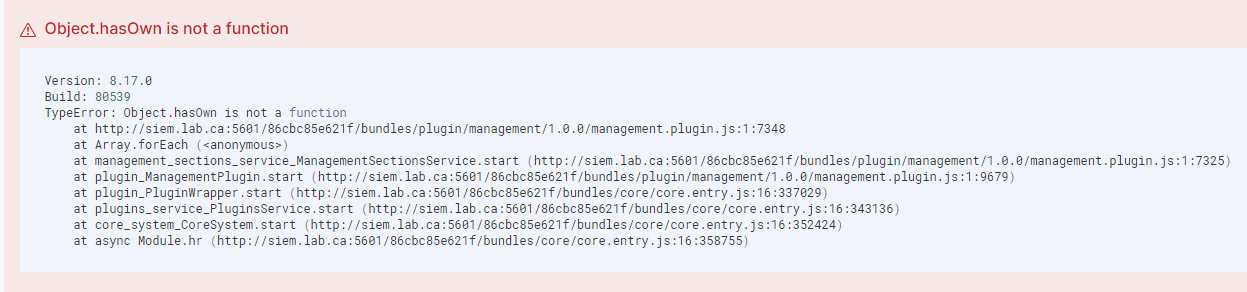 Object.hasOwn is not a function
Version: 8.17.0
Build: 80539
TypeError: Object.hasOwn is not a function
at http://siem.lab.ca:5601/86cbc85e621f/bundles/plugin/management/1.0.0/management.plugin.js:1:7348
at Array.forEach (<anonymous>)
at management_sections_service_ManagementSectionsService.start (http://siem.lab.ca:5601/86cbc85e621f/bundles/plugin/management/1.0.0/management.plugin.js:1:7325)
at plugin_ManagementPlugin.start (http://siem.lab.ca:5601/86cbc85e621f/bundles/plugin/management/1.0.0/management.plugin.js:1:9679)
at plugin_PluginWrapper.start (http://siem.lab.ca:5601/86cbc85e621f/bundles/core/core.entry.js:16:337029)
at plugins_service_PluginsService.start (http://siem.lab.ca:5601/86cbc85e621f/bundles/core/core.entry.js:16:343136)
at core_system_CoreSystem.start (http://siem.lab.ca:5601/86cbc85e621f/bundles/core/core.entry.js:16:352424)
at async Module.hr (http://siem.lab.ca:5601/86cbc85e621f/bundles/core/core.entry.js:16:358755)